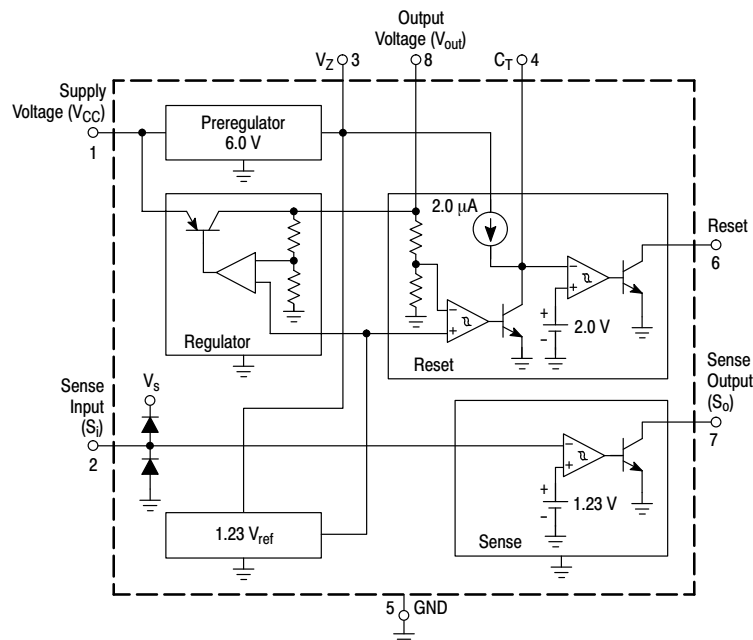 Output
Voltage (Vout)
VZ 3
8
CT 4
Supply
Voltage (VCC)
1
Preregulator
6.0 V
2.0 µA
Reset
6
+
-
2.0 V
Regulator
Reset
-
+
-
+
Sense
Input
(Si)
2
Vs
Sense
Output
(So)
7
-
+
+
-
1.23 V
1.23 Vref
Sense
5 GND